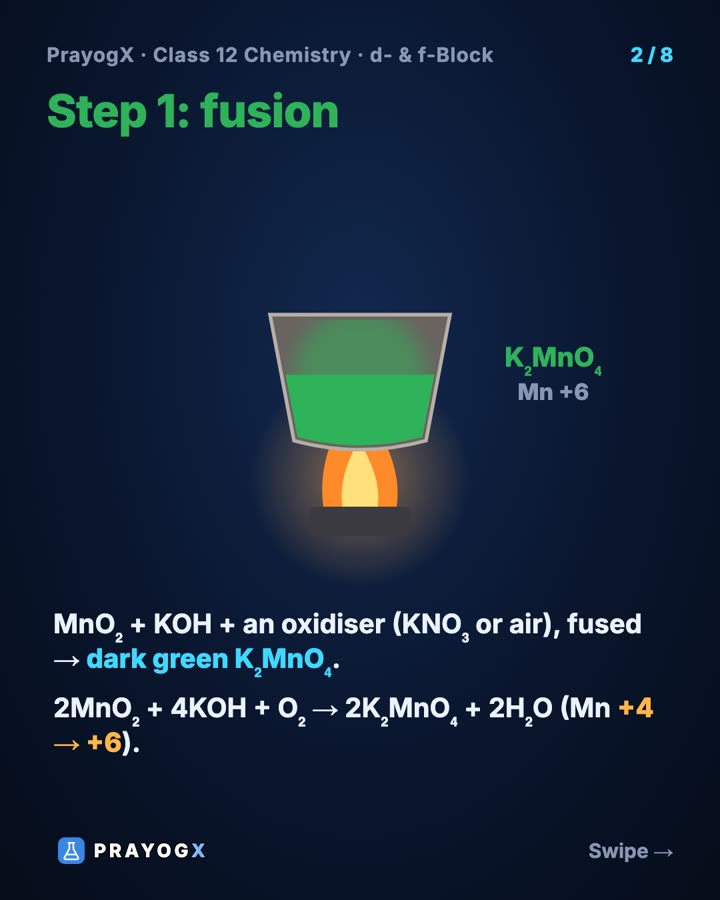 PrayogX · Class 12 Chemistry · d- & f-Block
2 / 8
Step 1: fusion
K₂MnO₄
Mn +6
MnO₂ + KOH + an oxidiser (KNO₃ or air), fused
→ dark green K₂MnO₄.
2MnO₂ + 4KOH + O₂ → 2K₂MnO₄ + 2H₂O (Mn +4
→ +6).
PRAYOGX
Swipe →